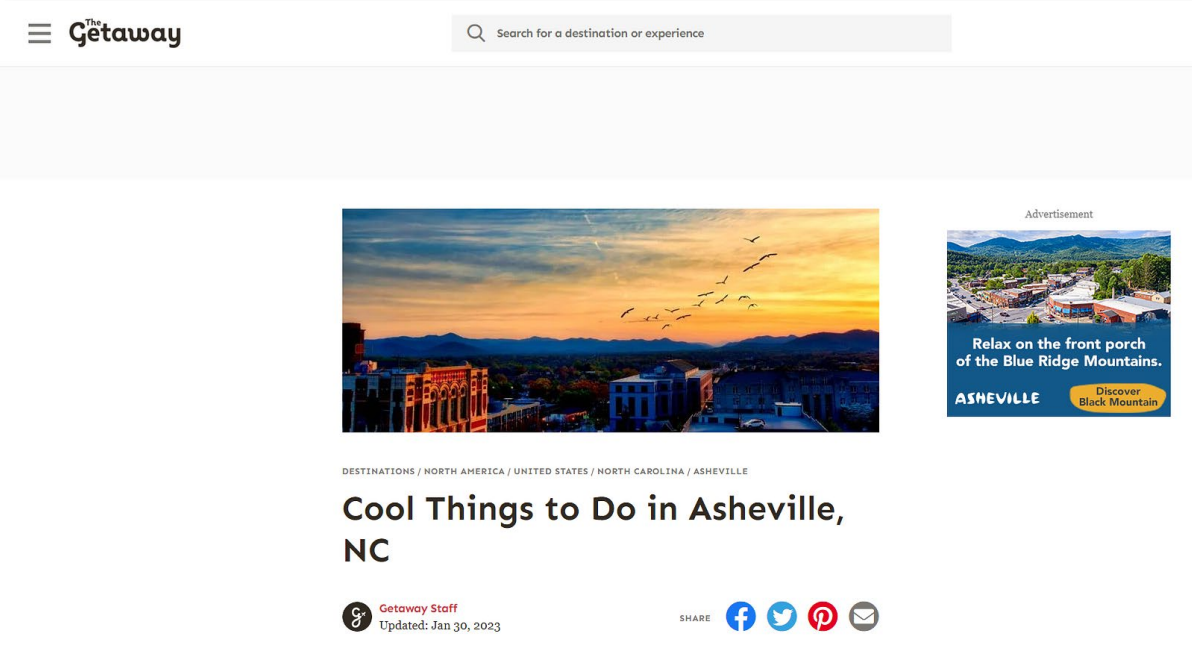 The
Getaway
Search for a destination or experience
Advertisement
Relax on the front porch
of the Blue Ridge Mountains.
ASHEVILLE
Discover
Black Mountain
DESTINATIONS / NORTH AMERICA / UNITED STATES / NORTH CAROLINA / ASHEVILLE
Cool Things to Do in Asheville,
NC
Getaway Staff
Updated: Jan 30, 2023
SHARE